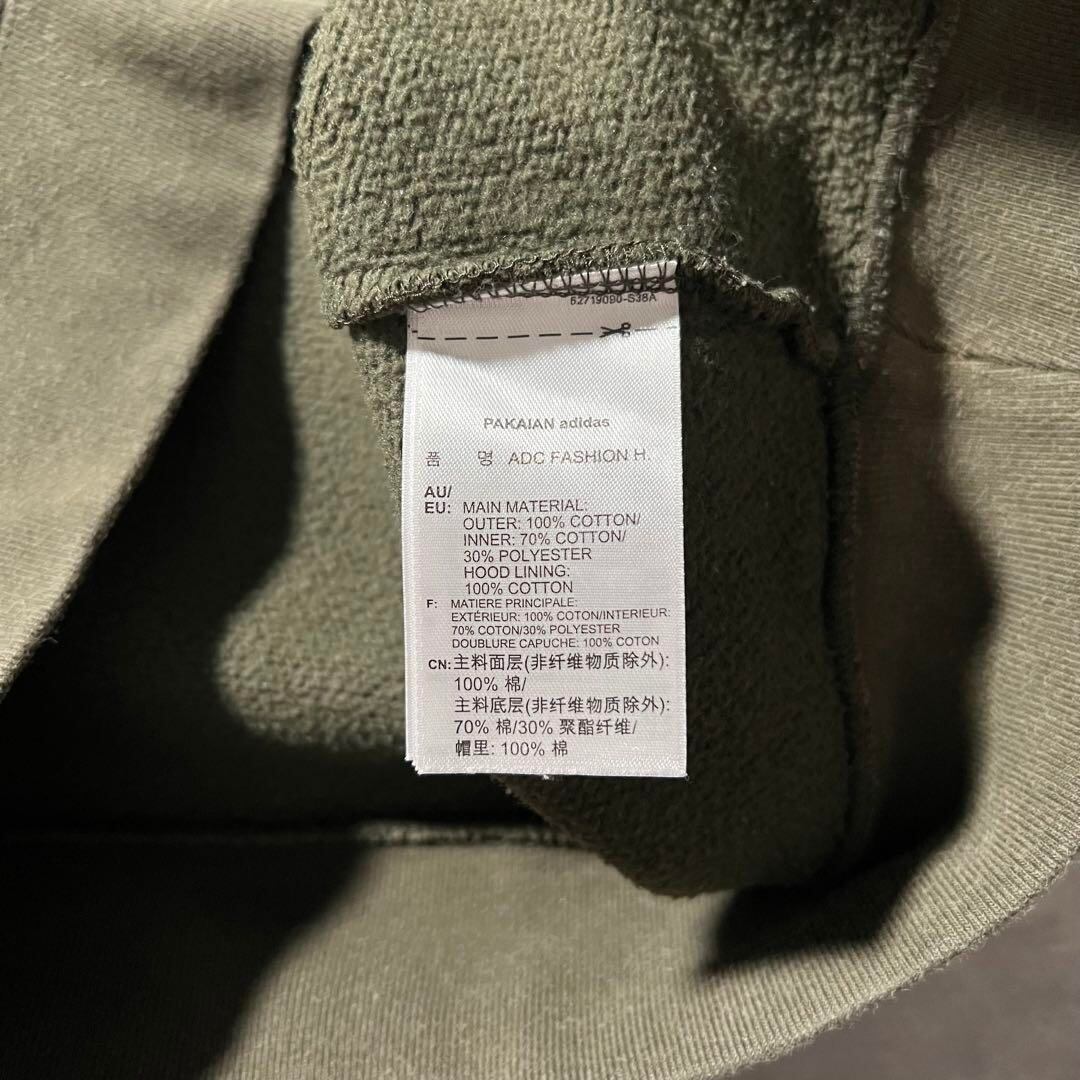 62719090-S38A
PAKAIAN adidas
품 명 ADC FASHION H.
AU/
EU: MAIN MATERIAL:
OUTER: 100% COTTON/
INNER: 70% COTTON/
30% POLYESTER
HOOD LINING:
100% COTTON
F: MATIERE PRINCIPALE:
EXTÉRIEUR: 100% COTON/INTERIEUR:
70% COTON/30% POLYESTER
DOUBLURE CAPUCHE: 100% COTON
CN: 主料面层(非纤维物质除外):
100% 棉/
主料底层(非纤维物质除外):
70% 棉/30% 聚酯纤维/
帽里: 100% 棉